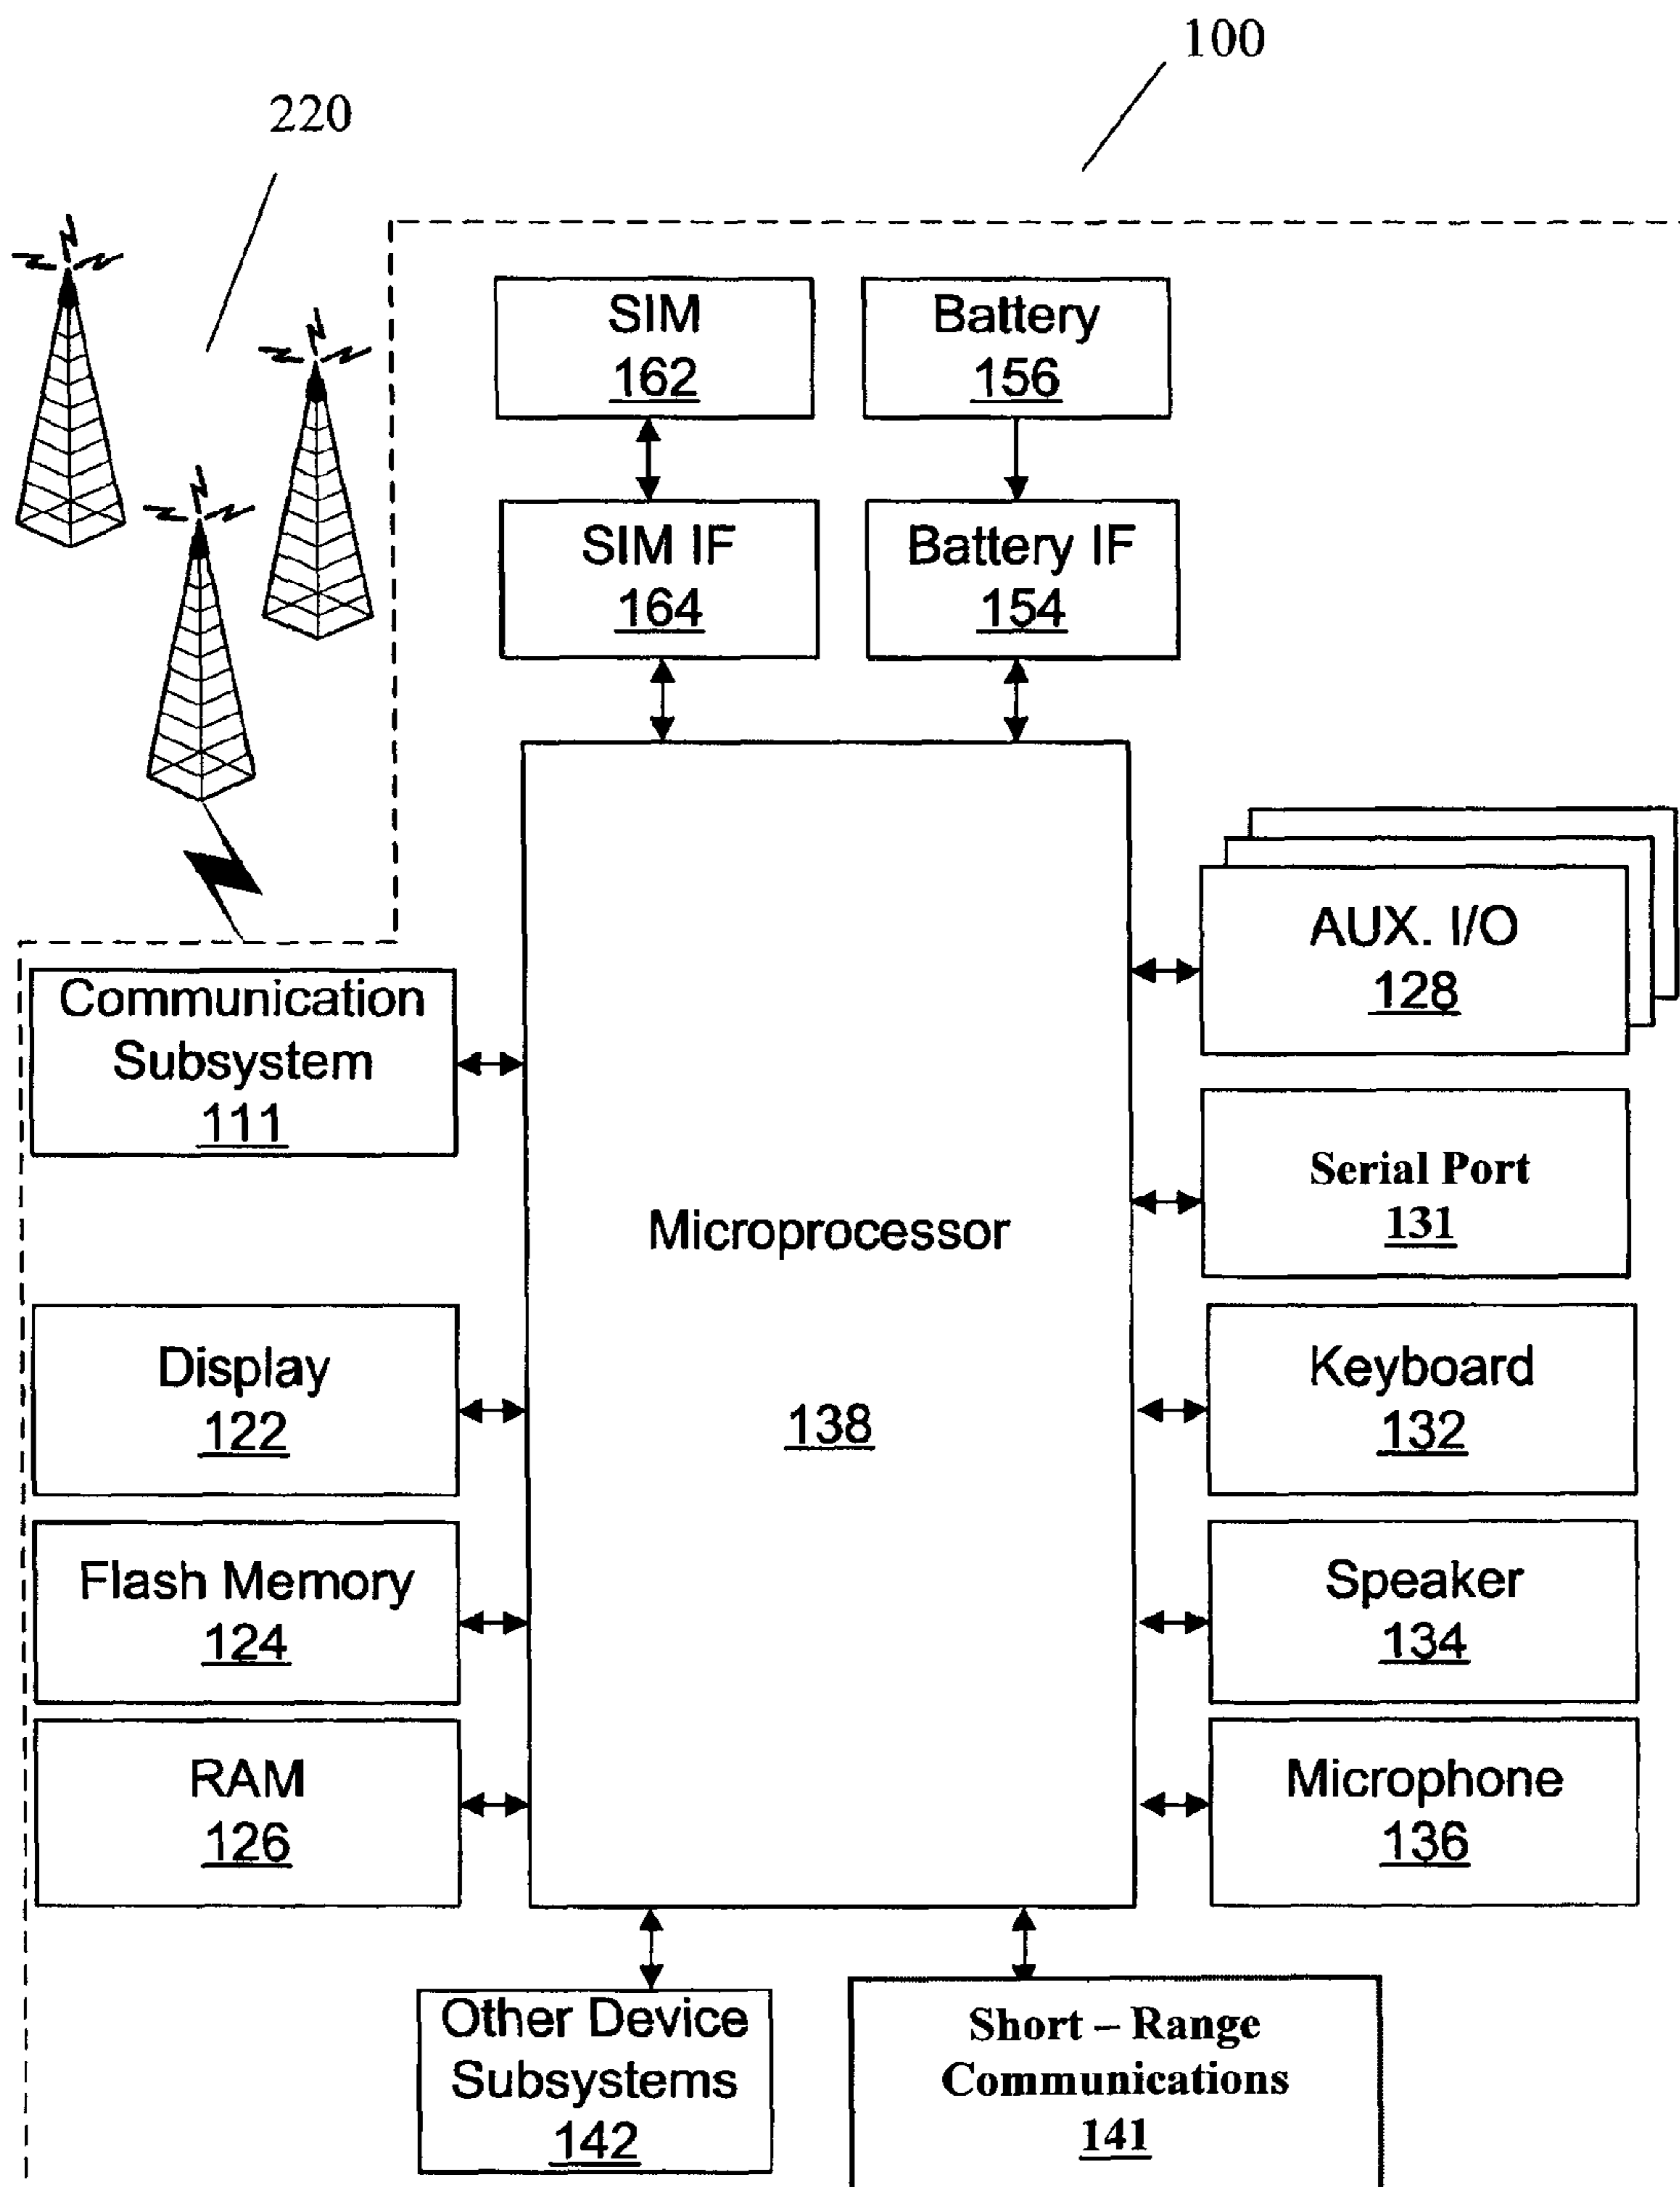 100
220
SIM
162
Battery
156
SIM IF
164
Battery IF
154
AUX. I/O
128
Communication
Subsystem
111
Serial Port
131
Microprocessor
138
Display
122
Keyboard
132
Flash Memory
124
Speaker
134
RAM
126
Microphone
136
Other Device
Subsystems
142
Short – Range
Communications
141